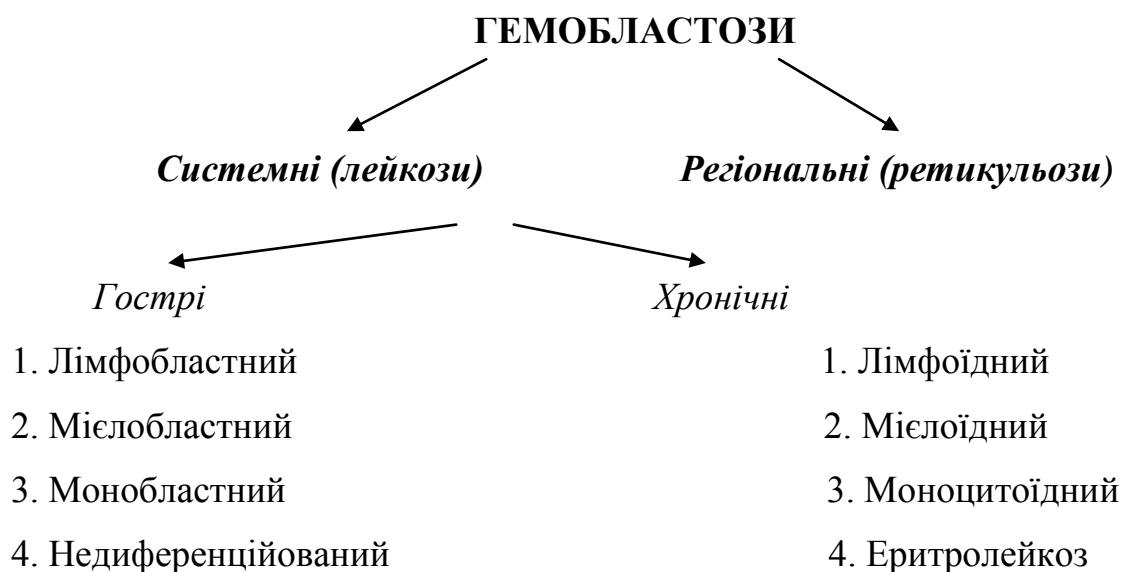 ГЕМОБЛАСТОЗИ
Системні (лейкози) Регіональні (ретикульози)
Гострі Хронічні
1. Лімфобластний 1. Лімфоїдний
2. Мієлобластний 2. Мієлоїдний
3. Монобластний 3. Моноцитоїдний
4. Недиференційований 4. Еритролейкоз